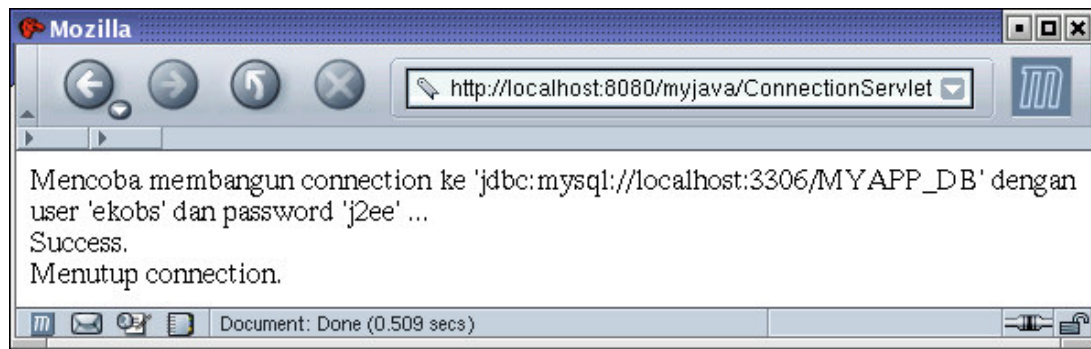 Mozilla
http://localhost:8080/myjava/ConnectionServlet
Mencoba membangun connection ke 'jdbc:mysql://localhost:3306/MYAPP_DB' dengan
user 'ekobs' dan password 'j2ee' ...
Success.
Menutup connection.
Document: Done (0.509 secs)